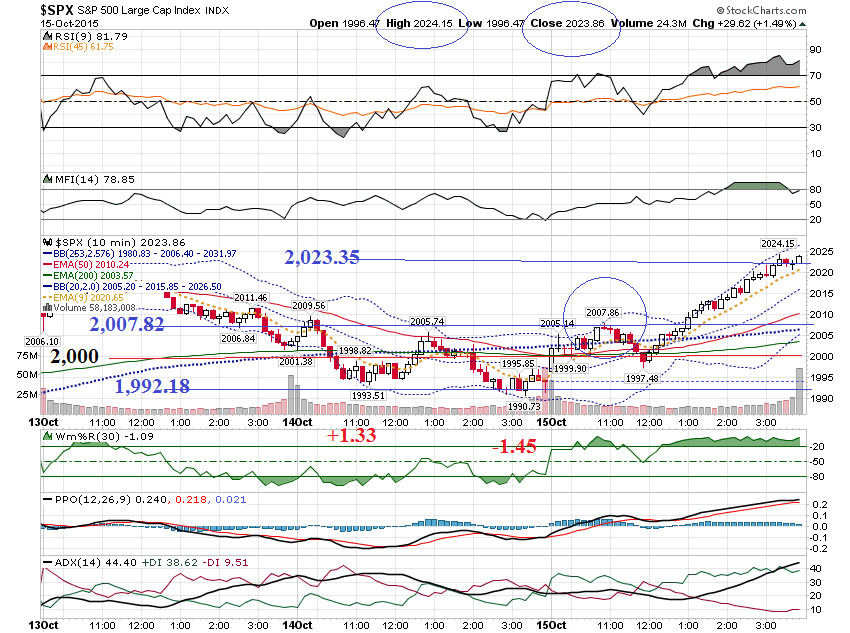 $SPX S&P 500 Large Cap Index INDX
© StockCharts.com
15-Oct-2015
Open 1996.47 High 2024.15 Low 1996.47 Close 2023.86 Volume 24.3M Chg +29.62 (+1.49%)
RSI(9) 81.79
RSI(45) 61.75
90
70
50
30
10
MFI(14) 78.85
80
50
20
$SPX (10 min) 2023.86
BB(253,2.576) 1980.83 - 2006.40 - 2031.97
EMA(50) 2010.24
EMA(200) 2003.57
BB(20,2.0) 2005.20 - 2015.85 - 2026.50
EMA(9) 2020.65
Volume 58,183,008
2,023.35
2,007.82
2,000
1,992.18
2006.10
2011.46
2006.84
2001.38
2009.56
1998.82
1993.51
2005.74
1995.85
1990.73
2005.14
1999.90
2007.86
1997.48
2024.15
2025
2020
2015
2010
2005
2000
1995
1990
75M
50M
25M
13Oct 11:00 12:00 1:00 2:00 3:00 14Oct 11:00 12:00 1:00 2:00 3:00 15Oct 11:00 12:00 1:00 2:00 3:00
Wm%R(30) -1.09
+1.33
-1.45
-20
-50
-80
PPO(12,26,9) 0.240, 0.218, 0.021
0.2
0.1
0.0
-0.1
-0.2
ADX(14) 44.40 +DI 38.62 -DI 9.51
40
30
20
10
13Oct 11:00 12:00 1:00 2:00 3:00 14Oct 11:00 12:00 1:00 2:00 3:00 15Oct 11:00 12:00 1:00 2:00 3:00